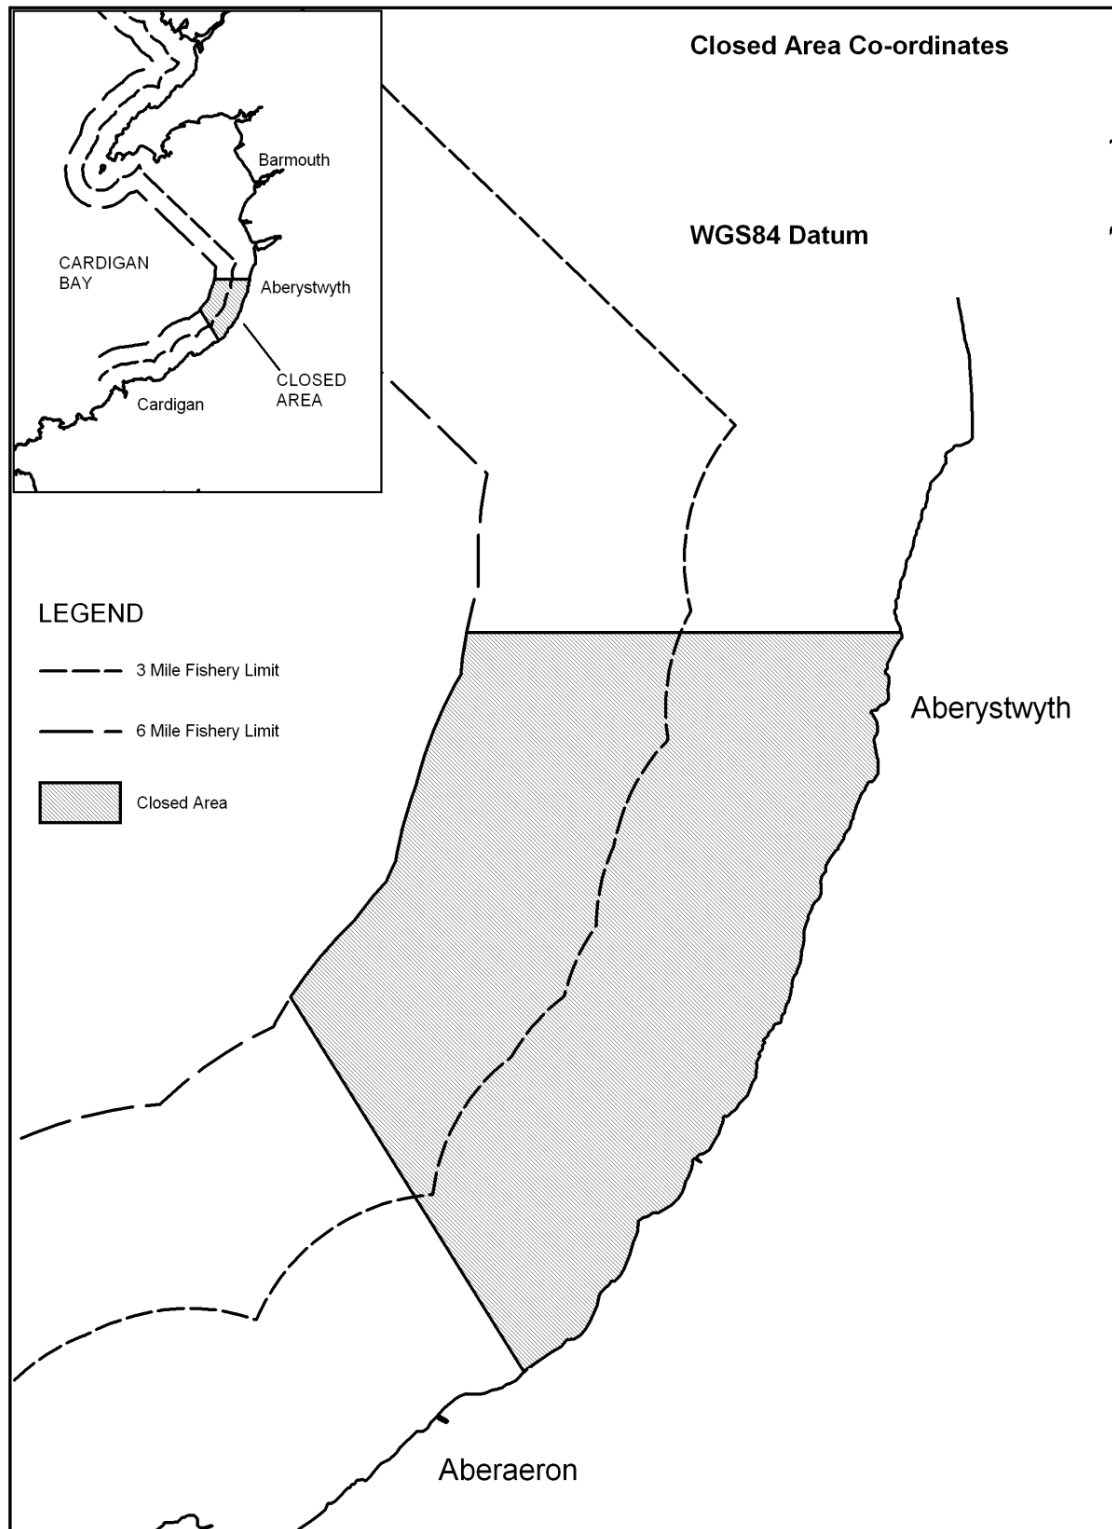 Closed Area Co-ordinates
WGS84 Datum
Barmouth
CARDIGAN
BAY
Aberystwyth
CLOSED
AREA
Cardigan
LEGEND
3 Mile Fishery Limit
6 Mile Fishery Limit
Closed Area
Aberystwyth
Aberaeron